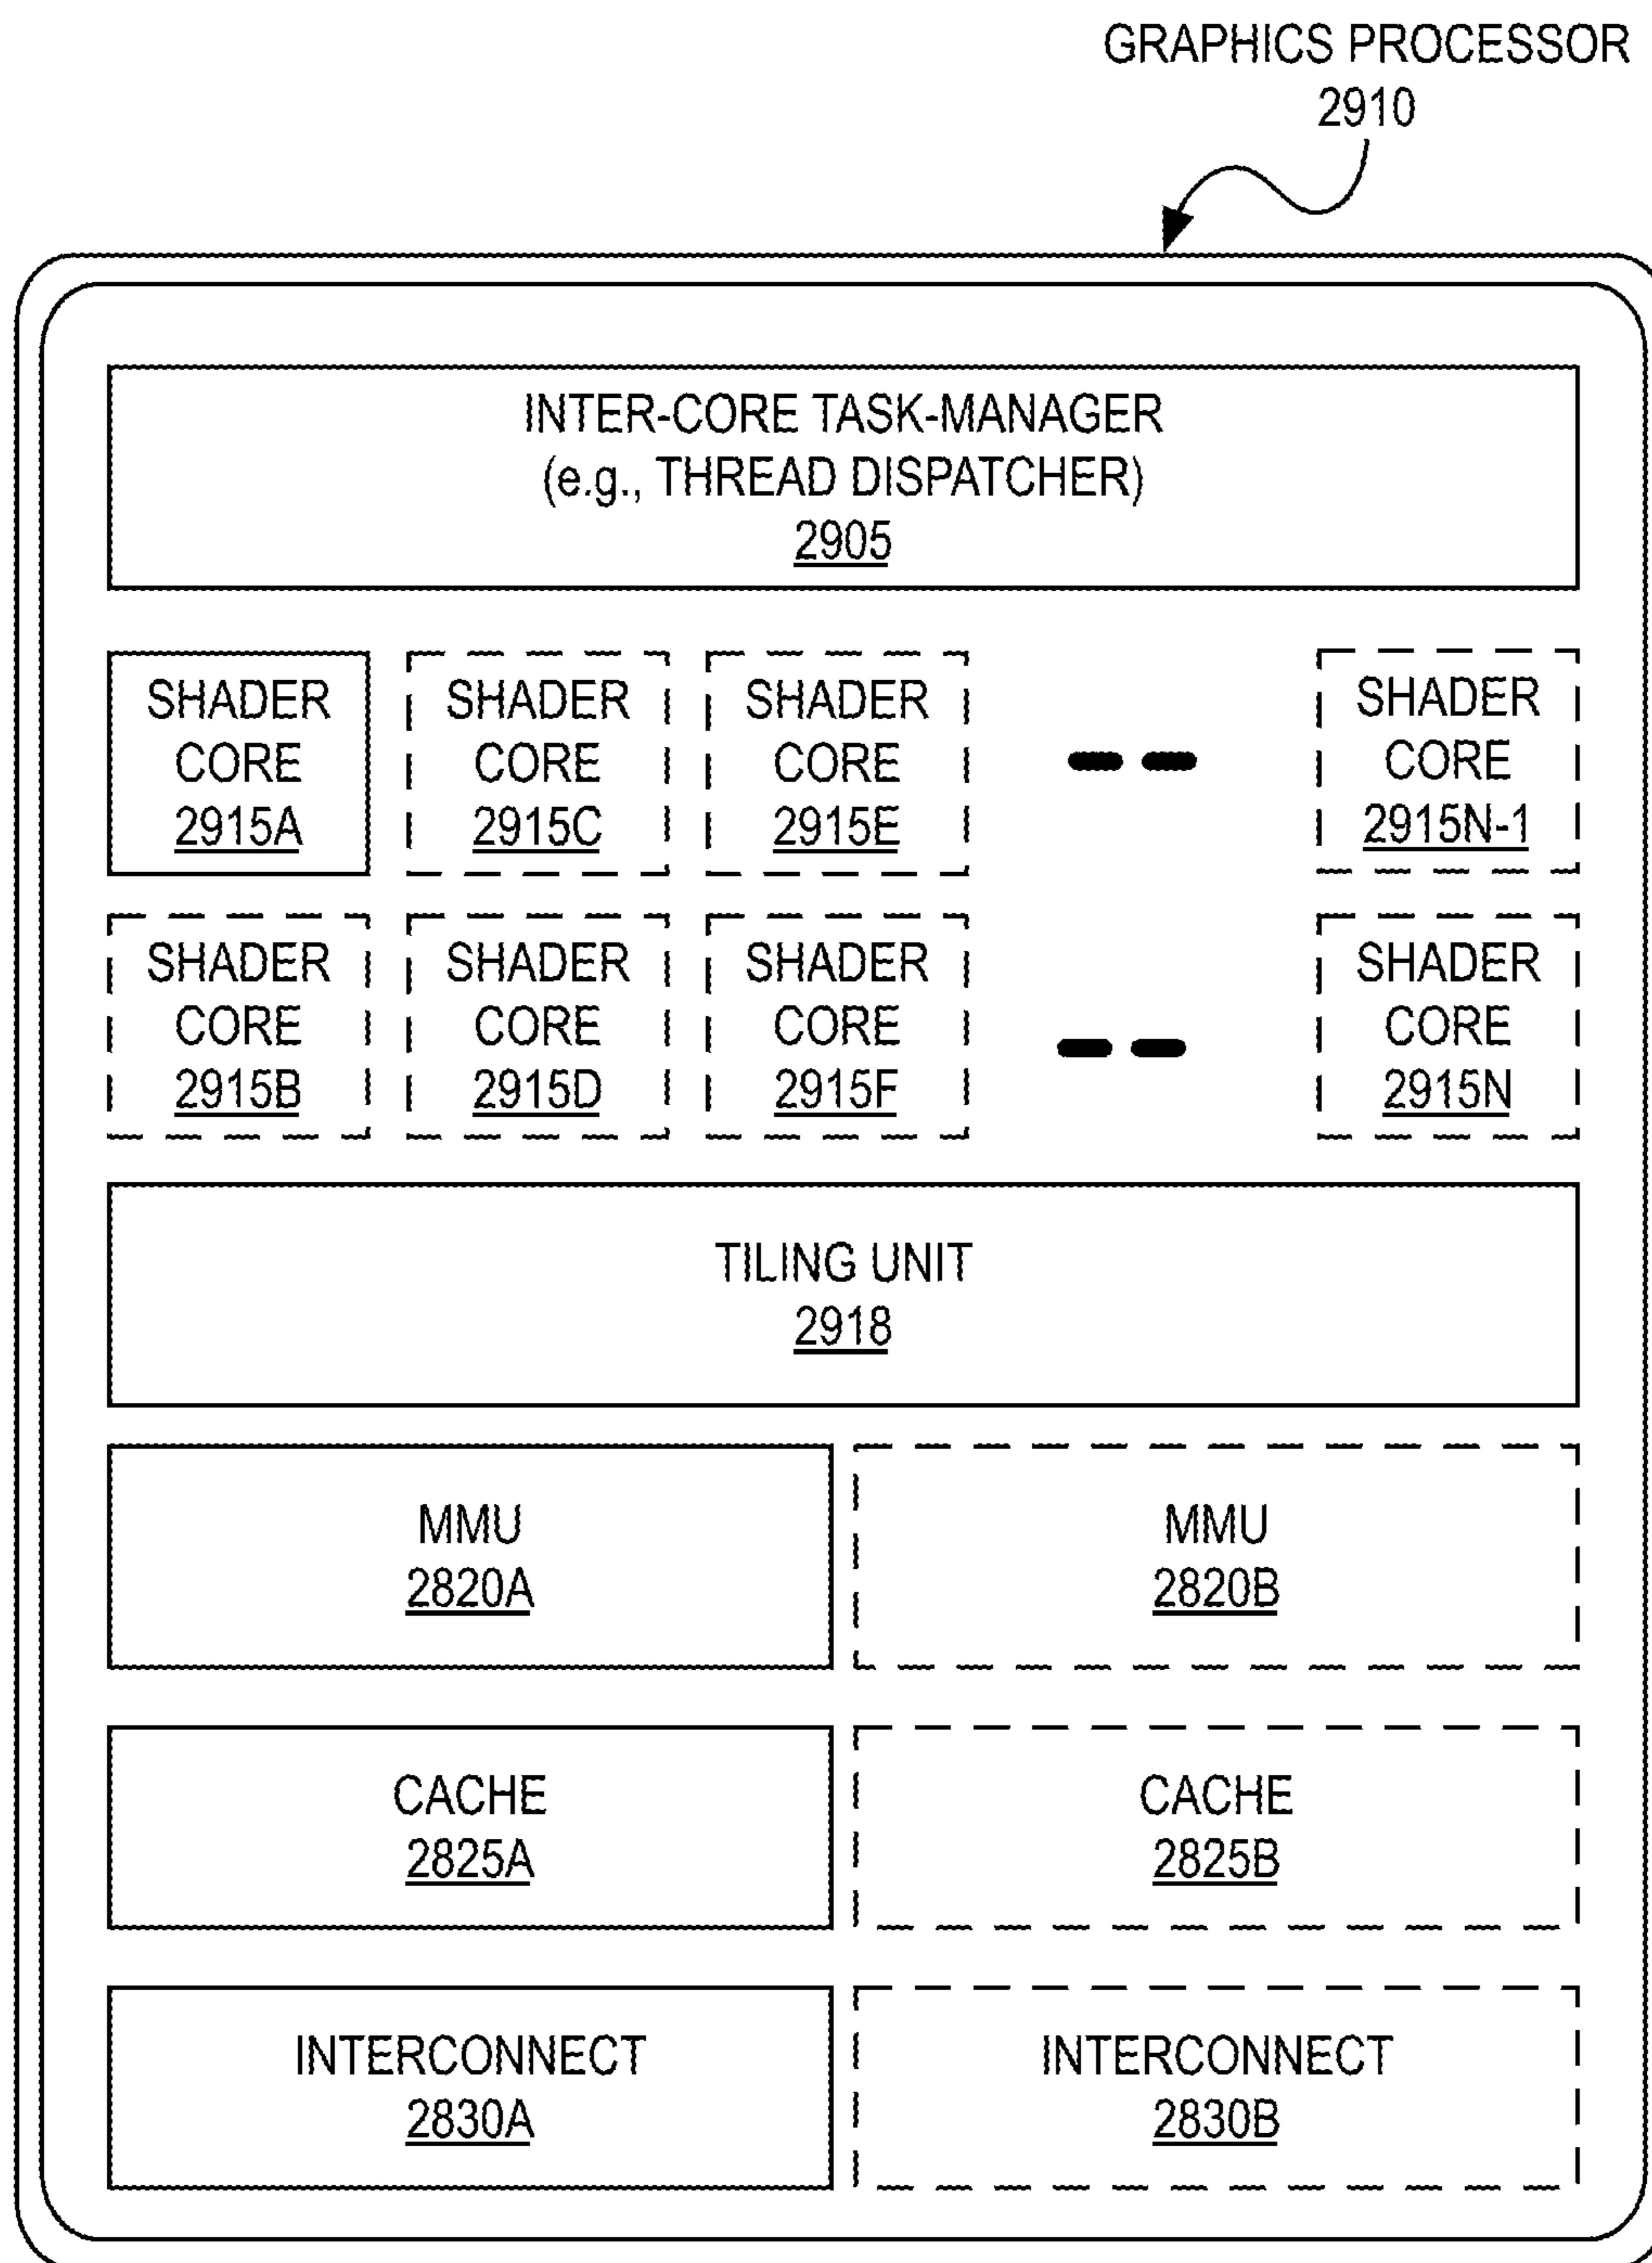 GRAPHICS PROCESSOR
2910
INTER-CORE TASK-MANAGER
(e.g., THREAD DISPATCHER)
2905
SHADER
CORE
2915A
SHADER
CORE
2915C
SHADER
CORE
2915E
SHADER
CORE
2915N-1
SHADER
CORE
2915B
SHADER
CORE
2915D
SHADER
CORE
2915F
SHADER
CORE
2915N
TILING UNIT
2918
MMU
2820A
MMU
2820B
CACHE
2825A
CACHE
2825B
INTERCONNECT
2830A
INTERCONNECT
2830B